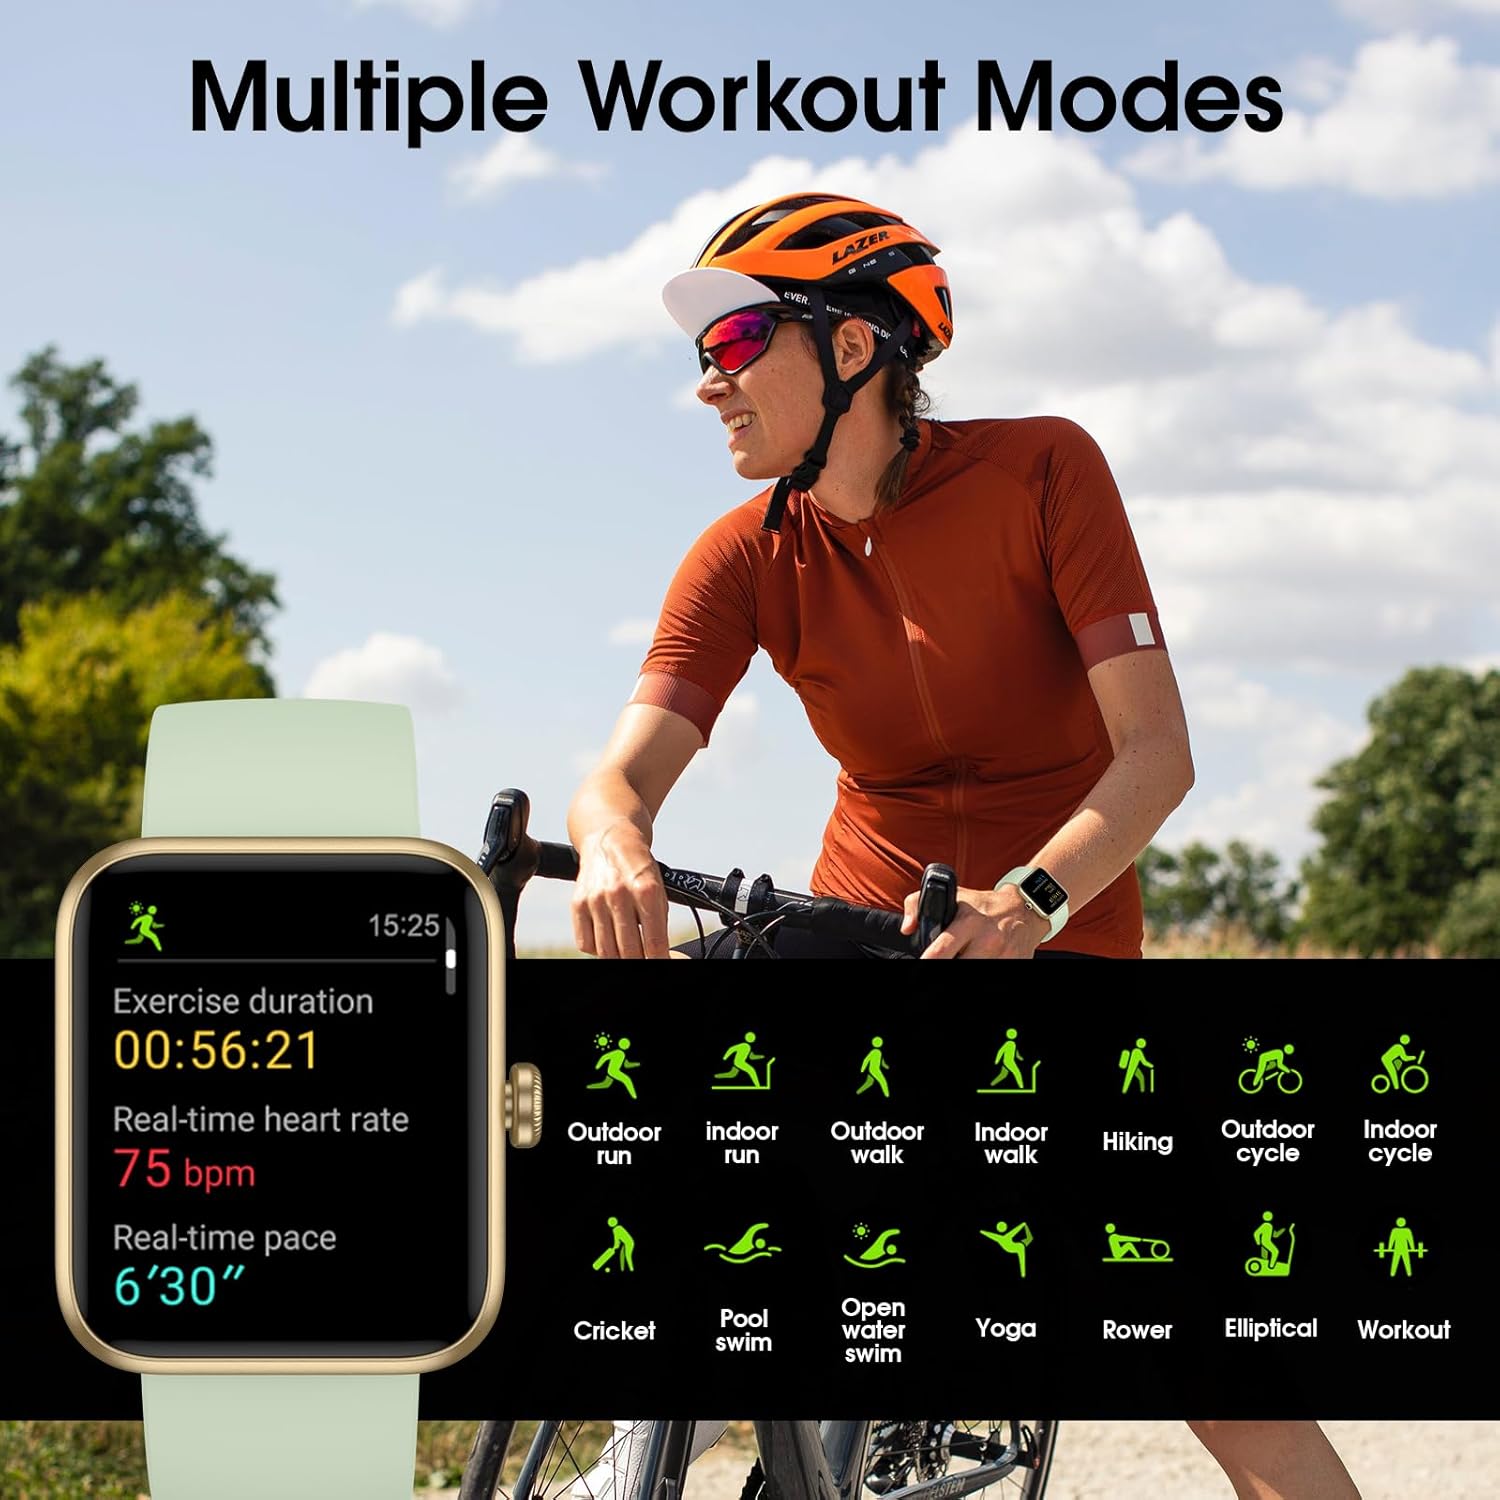 Multiple Workout Modes
LAZER
15:25
Exercise duration
00:56:21
Real-time heart rate
75 bpm
Real-time pace
6'30"
Outdoor
run
indoor
run
Outdoor
walk
Indoor
walk
Hiking
Outdoor
cycle
Indoor
cycle
Cricket
Pool
swim
Open
water
swim
Yoga
Rower
Elliptical
Workout